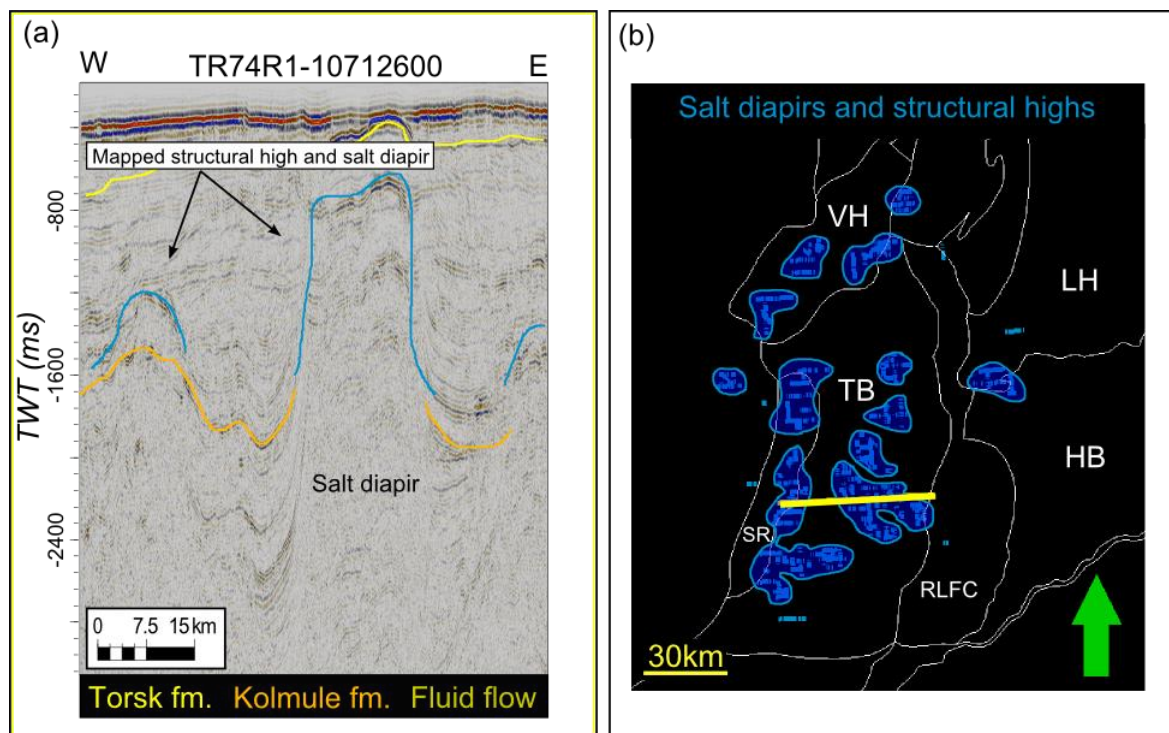 (a)
W TR74R1-10712600 E
Mapped structural high and salt diapir
-800
-1600
-2400
TWT (ms)
Salt diapir
0 7.5 15km
Torsk fm. Kolmule fm. Fluid flow
(b)
Salt diapirs and structural highs
VH
LH
TB
HB
SR
RLFC
30km